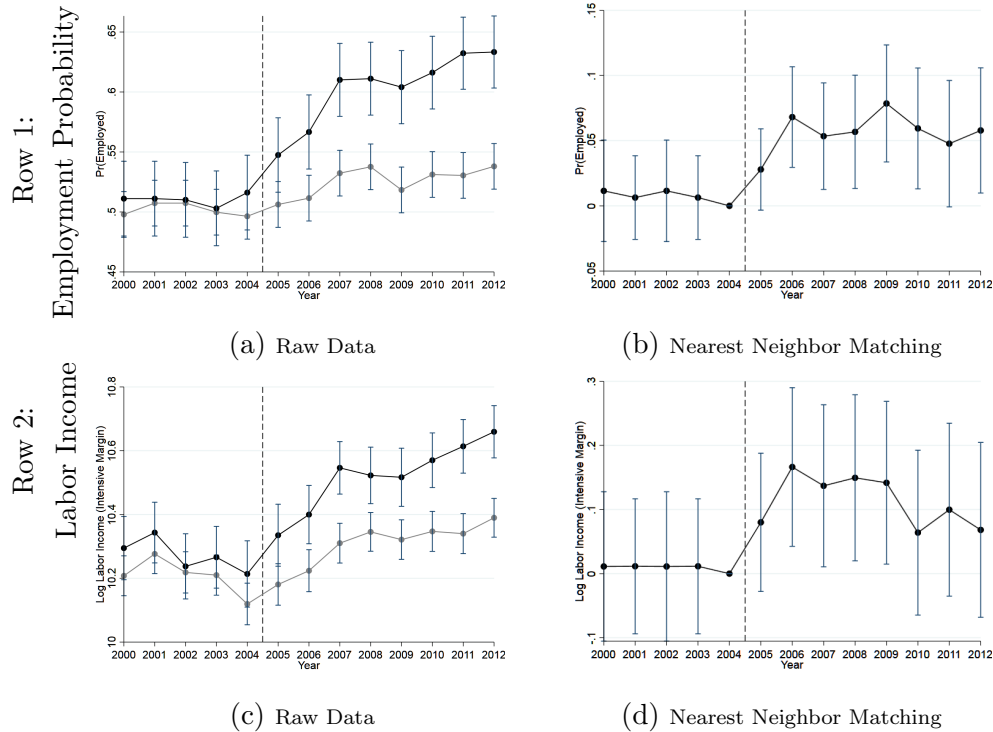 Row 1:
Employment Probability
Pr(Employed)
.45 .5 .55 .6 .65
2000 2001 2002 2003 2004 2005 2006 2007 2008 2009 2010 2011 2012
Year
(a) Raw Data
Pr(Employed)
-.05 0 .05 .1 .15
2000 2001 2002 2003 2004 2005 2006 2007 2008 2009 2010 2011 2012
Year
(b) Nearest Neighbor Matching
Row 2:
Labor Income
Log Labor Income (Intensive Margin)
10 10.2 10.4 10.6 10.8
2000 2001 2002 2003 2004 2005 2006 2007 2008 2009 2010 2011 2012
Year
(c) Raw Data
Log Labor Income (Intensive Margin)
-.1 0 .1 .2 .3
2000 2001 2002 2003 2004 2005 2006 2007 2008 2009 2010 2011 2012
Year
(d) Nearest Neighbor Matching